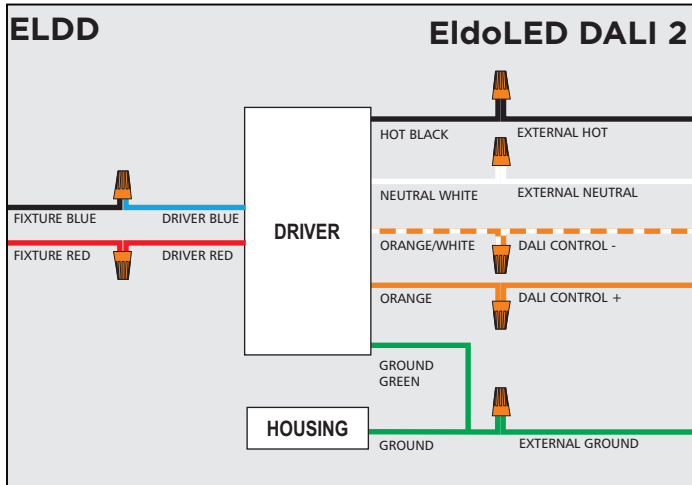 ELDD
EldoLED DALI 2
HOT BLACK
EXTERNAL HOT
NEUTRAL WHITE
EXTERNAL NEUTRAL
FIXTURE BLUE
DRIVER BLUE
DRIVER
ORANGE/WHITE
DALI CONTROL -
FIXTURE RED
DRIVER RED
ORANGE
DALI CONTROL +
GROUND
GREEN
HOUSING
GROUND
EXTERNAL GROUND